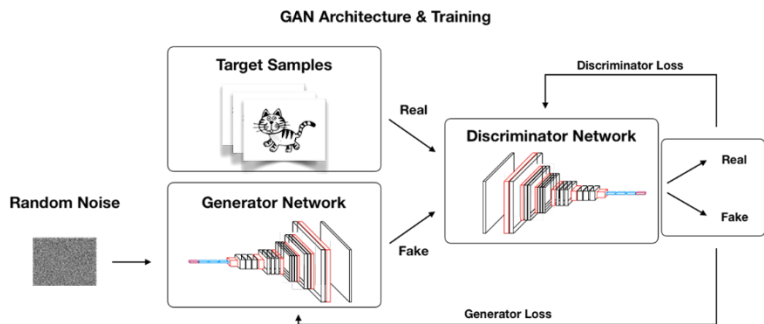 GAN Architecture & Training
Target Samples
Discriminator Loss
Real
Discriminator Network
Real
Random Noise
Generator Network
Fake
Fake
Generator Loss